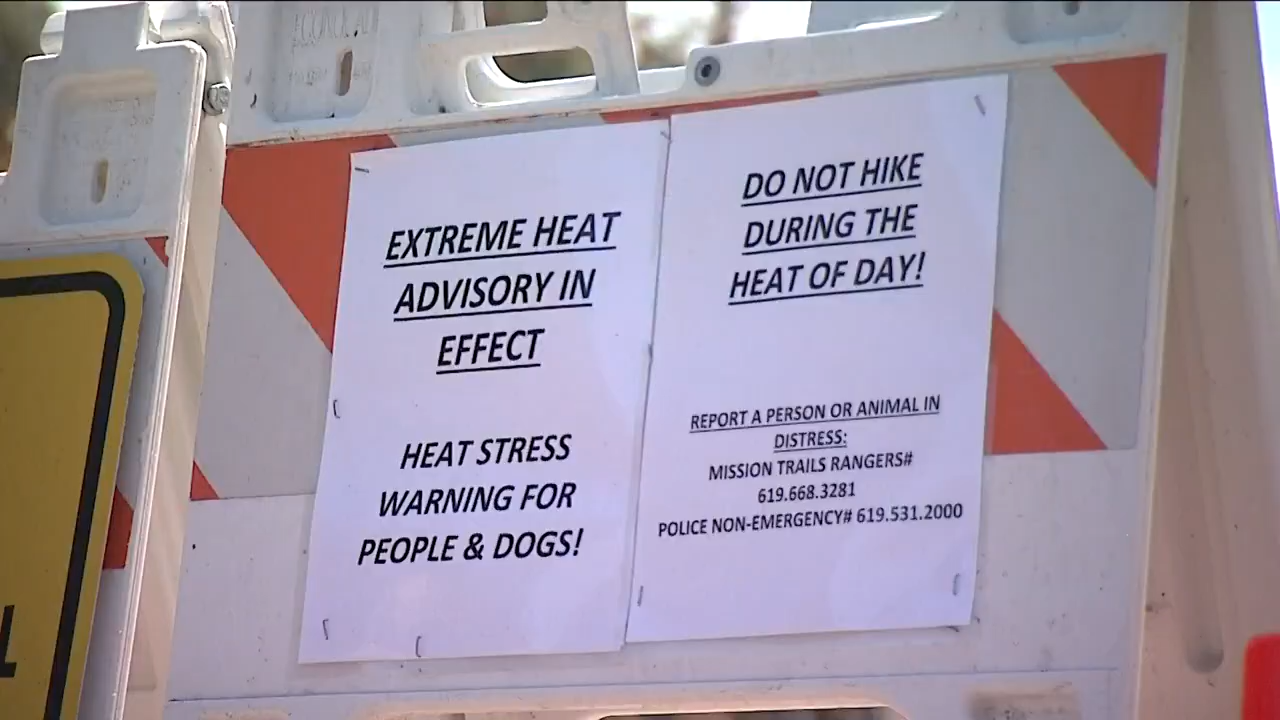 EXTREME HEAT
ADVISORY IN
EFFECT
HEAT STRESS
WARNING FOR
PEOPLE & DOGS!
DO NOT HIKE
DURING THE
HEAT OF DAY!
REPORT A PERSON OR ANIMAL IN
DISTRESS:
MISSION TRAILS RANGERS#
619.668.3281
POLICE NON-EMERGENCY# 619.531.2000